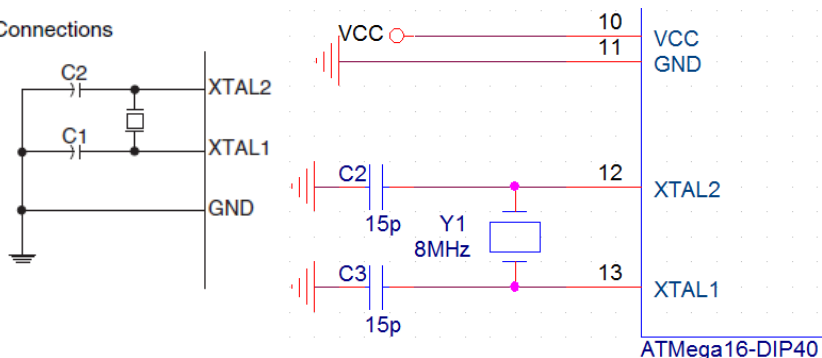 Connections
C2
XTAL2
C1
XTAL1
GND
VCC
10
VCC
11
GND
C2
12
XTAL2
15p
Y1
8MHz
C3
13
XTAL1
15p
ATMega16-DIP40